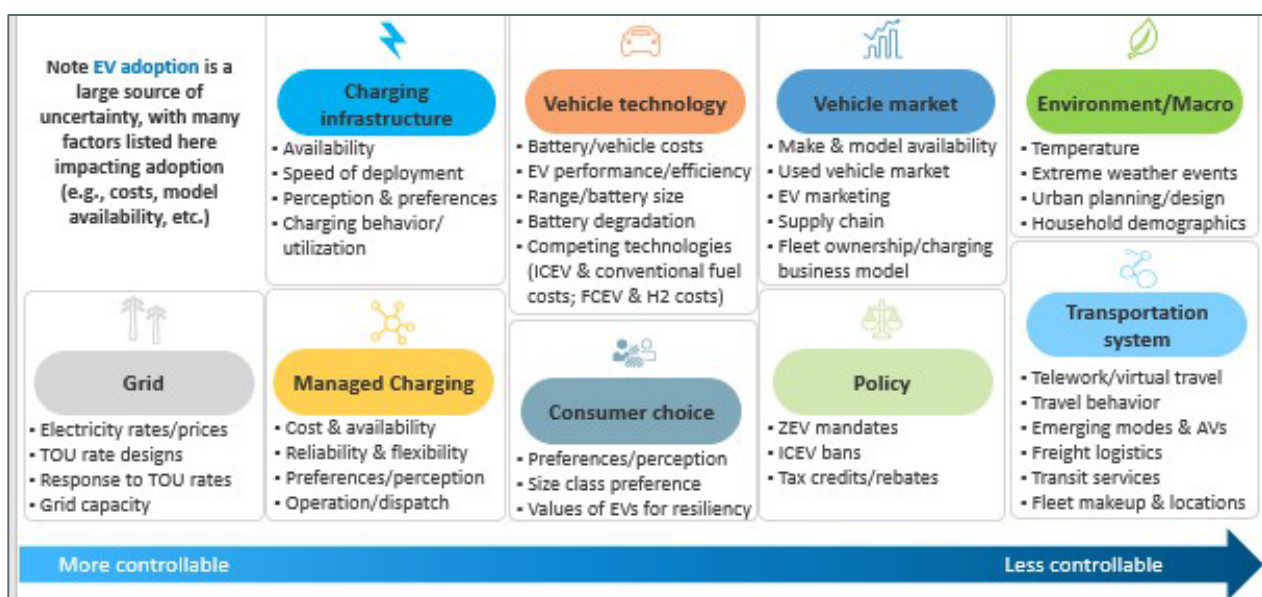 Note EV adoption is a
large source of
uncertainty, with many
factors listed here
impacting adoption
(e.g., costs, model
availability, etc.)
Charging
infrastructure
▪ Availability
▪ Speed of deployment
▪ Perception & preferences
▪ Charging behavior/
utilization
Vehicle technology
▪ Battery/vehicle costs
▪ EV performance/efficiency
▪ Range/battery size
▪ Battery degradation
▪ Competing technologies
(ICEV & conventional fuel
costs; FCEV & H2 costs)
Vehicle market
▪ Make & model availability
▪ Used vehicle market
▪ EV marketing
▪ Supply chain
▪ Fleet ownership/charging
business model
Environment/Macro
▪ Temperature
▪ Extreme weather events
▪ Urban planning/design
▪ Household demographics
Grid
▪ Electricity rates/prices
▪ TOU rate designs
▪ Response to TOU rates
▪ Grid capacity
Managed Charging
▪ Cost & availability
▪ Reliability & flexibility
▪ Preferences/perception
▪ Operation/dispatch
Consumer choice
▪ Preferences/perception
▪ Size class preference
▪ Values of EVs for resiliency
Policy
▪ ZEV mandates
▪ ICEV bans
▪ Tax credits/rebates
Transportation
system
▪ Telework/virtual travel
▪ Travel behavior
▪ Emerging modes & AVs
▪ Freight logistics
▪ Transit services
▪ Fleet makeup & locations
More controllable
Less controllable